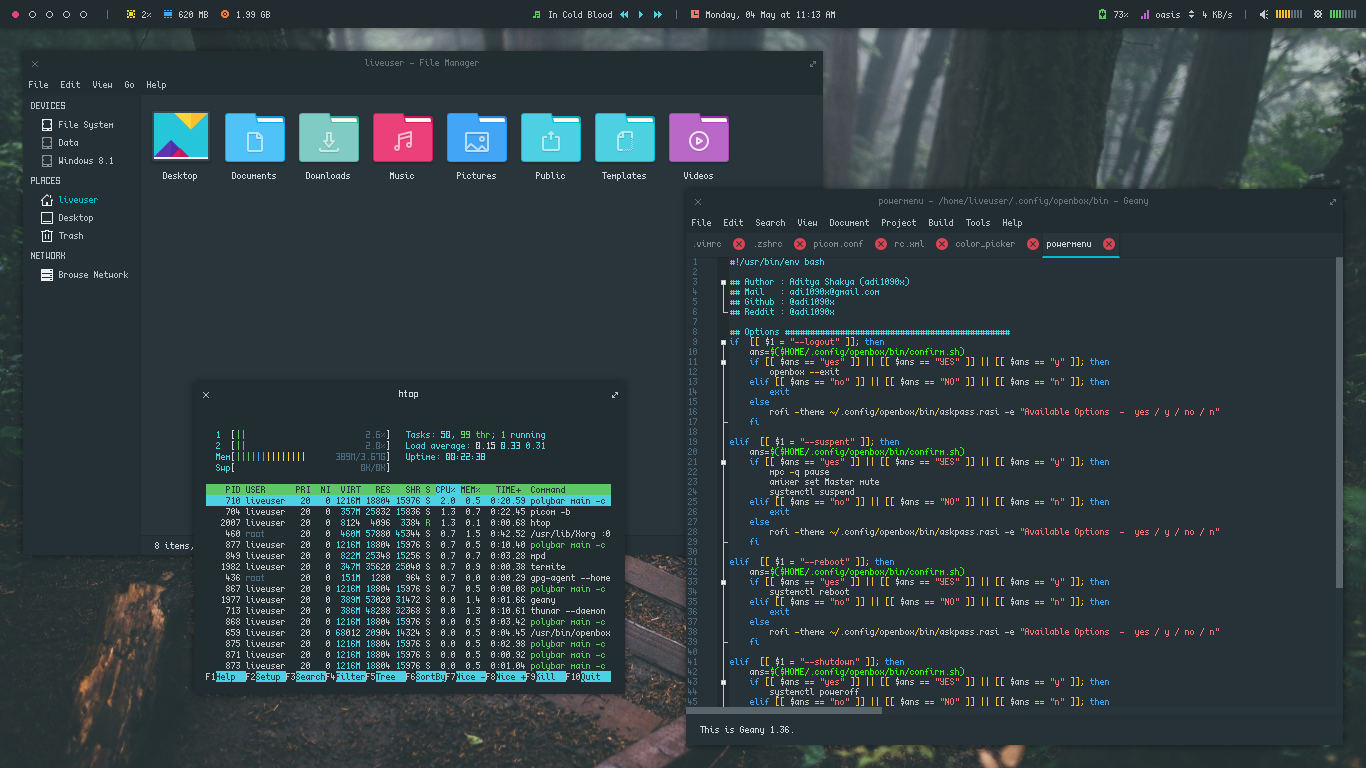 2% 620 MB 1.99 GB
In Cold Blood
Monday, 04 May at 11:13 AM
73% oasis 4 KB/s
liveuser - File Manager
File Edit View Go Help
DEVICES
File System
Data
Windows 8.1
PLACES
liveuser
Desktop
Trash
NETWORK
Browse Network
Desktop Documents Downloads Music Pictures Public Templates Videos
8 items,
htop
1 [|| 2.6%] Tasks: 50, 99 thr; 1 running
2 [|| 2.0%] Load average: 0.15 0.33 0.31
Mem[|||||||||||||| 389M/3.67G] Uptime: 00:22:38
Swp[ 0K/0K]
PID USER PRI NI VIRT RES SHR S CPU% MEM% TIME+ Command
710 liveuser 20 0 1216M 18804 15976 S 2.0 0.5 0:20.59 polybar main -c
704 liveuser 20 0 357M 25832 15836 S 1.3 0.7 0:22.45 picom -b
2007 liveuser 20 0 8124 4096 3384 R 1.3 0.1 0:00.68 htop
460 root 20 0 460M 57880 45344 S 0.7 1.5 0:42.52 /usr/lib/Xorg :0
877 liveuser 20 0 1216M 18804 15976 S 0.7 0.5 0:10.40 polybar main -c
849 liveuser 20 0 822M 25348 15256 S 0.7 0.7 0:03.28 mpd
1982 liveuser 20 0 347M 35620 25040 S 0.7 0.9 0:00.38 termite
436 root 20 0 151M 1280 964 S 0.7 0.0 0:00.29 gpg-agent --home
867 liveuser 20 0 1216M 18804 15976 S 0.7 0.5 0:00.08 polybar main -c
1977 liveuser 20 0 389M 53020 31472 S 0.0 1.4 0:01.66 geany
713 liveuser 20 0 386M 48288 32368 S 0.0 1.3 0:10.61 thunar --daemon
868 liveuser 20 0 1216M 18804 15976 S 0.0 0.5 0:03.42 polybar main -c
659 liveuser 20 0 68012 20904 14324 S 0.0 0.5 0:04.45 /usr/bin/openbox
875 liveuser 20 0 1216M 18804 15976 S 0.0 0.5 0:02.98 polybar main -c
871 liveuser 20 0 1216M 18804 15976 S 0.0 0.5 0:00.92 polybar main -c
873 liveuser 20 0 1216M 18804 15976 S 0.0 0.5 0:01.04 polybar main -c
F1Help F2Setup F3SearchF4FilterF5Tree F6SortByF7Nice -F8Nice +F9Kill F10Quit
powermenu - /home/liveuser/.config/openbox/bin - Geany
File Edit Search View Document Project Build Tools Help
.vimrc .zshrc picom.conf rc.xml color_picker powermenu
1 #!/usr/bin/env bash
2
3 ## Author : Aditya Shakya (adi1090x)
4 ## Mail : adi1090x@gmail.com
5 ## Github : @adi1090x
6 ## Reddit : @adi1090x
7
8 ## Options #############################################
9 if [[ $1 = "--logout" ]]; then
10 ans=$($HOME/.config/openbox/bin/confirm.sh)
11 if [[ $ans == "yes" ]] || [[ $ans == "YES" ]] || [[ $ans == "y" ]]; then
12 openbox --exit
13 elif [[ $ans == "no" ]] || [[ $ans == "NO" ]] || [[ $ans == "n" ]]; then
14 exit
15 else
16 rofi -theme ~/.config/openbox/bin/askpass.rasi -e "Available Options - yes / y / no / n"
17 fi
18
19 elif [[ $1 = "--suspent" ]]; then
20 ans=$($HOME/.config/openbox/bin/confirm.sh)
21 if [[ $ans == "yes" ]] || [[ $ans == "YES" ]] || [[ $ans == "y" ]]; then
22 mpc -q pause
23 amixer set Master mute
24 systemctl suspend
25 elif [[ $ans == "no" ]] || [[ $ans == "NO" ]] || [[ $ans == "n" ]]; then
26 exit
27 else
28 rofi -theme ~/.config/openbox/bin/askpass.rasi -e "Available Options - yes / y / no / n"
29 fi
30
31 elif [[ $1 = "--reboot" ]]; then
32 ans=$($HOME/.config/openbox/bin/confirm.sh)
33 if [[ $ans == "yes" ]] || [[ $ans == "YES" ]] || [[ $ans == "y" ]]; then
34 systemctl reboot
35 elif [[ $ans == "no" ]] || [[ $ans == "NO" ]] || [[ $ans == "n" ]]; then
36 exit
37 else
38 rofi -theme ~/.config/openbox/bin/askpass.rasi -e "Available Options - yes / y / no / n"
39 fi
40
41 elif [[ $1 = "--shutdown" ]]; then
42 ans=$($HOME/.config/openbox/bin/confirm.sh)
43 if [[ $ans == "yes" ]] || [[ $ans == "YES" ]] || [[ $ans == "y" ]]; then
44 systemctl poweroff
45 elif [[ $ans == "no" ]] || [[ $ans == "NO" ]] || [[ $ans == "n" ]]; then
This is Geany 1.36.